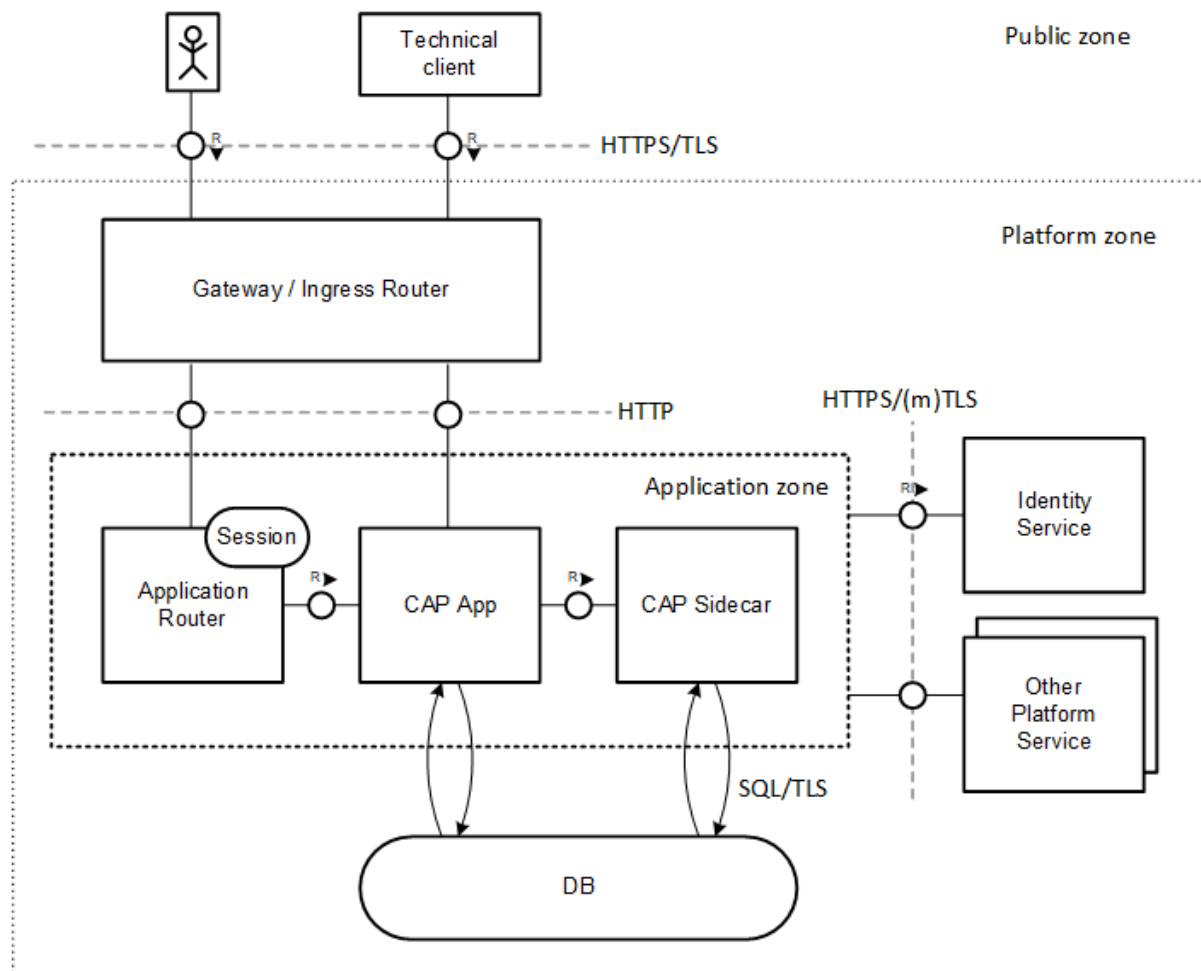 Technical
client
Public zone
R
R
HTTPS/TLS
Platform zone
Gateway / Ingress Router
HTTP
HTTPS/(m)TLS
Application zone
R
Identity
Service
Session
Application
Router
R
CAP App
R
CAP Sidecar
Other
Platform
Service
SQL/TLS
DB